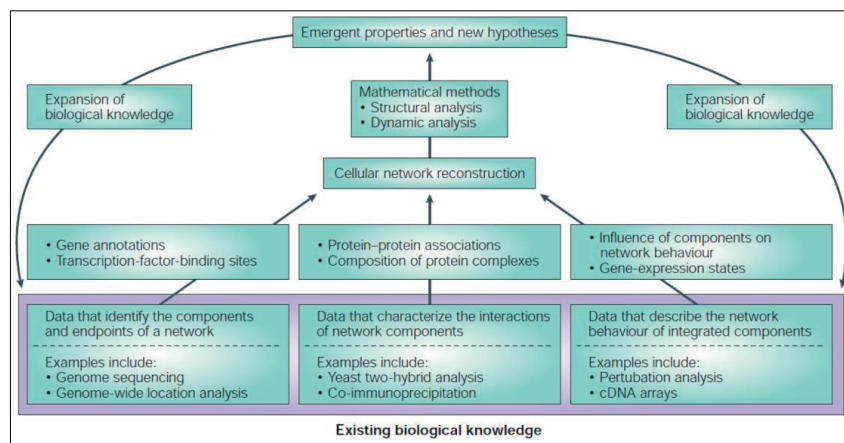 Emergent properties and new hypotheses
Expansion of
biological knowledge
Mathematical methods
• Structural analysis
• Dynamic analysis
Expansion of
biological knowledge
Cellular network reconstruction
• Gene annotations
• Transcription-factor-binding sites
• Protein–protein associations
• Composition of protein complexes
• Influence of components on
network behaviour
• Gene-expression states
Data that identify the components
and endpoints of a network
Examples include:
• Genome sequencing
• Genome-wide location analysis
Data that characterize the interactions
of network components
Examples include:
• Yeast two-hybrid analysis
• Co-immunoprecipitation
Data that describe the network
behaviour of integrated components
Examples include:
• Pertubation analysis
• cDNA arrays
Existing biological knowledge